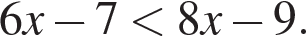 6x − 7 < 8x − 9.